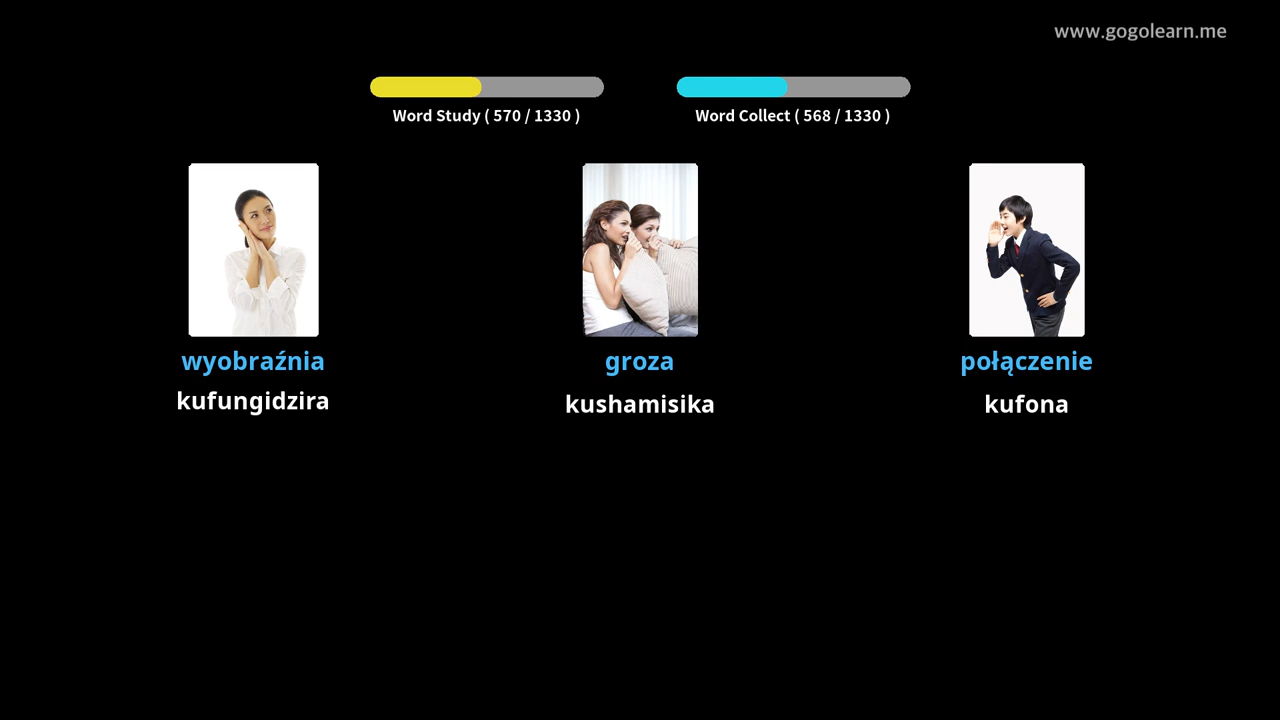 www.gogolearn.me
Word Study ( 570 / 1330 )
Word Collect ( 568 / 1330 )
wyobraźnia
groza
połączenie
kufungidzira
kushamisika
kufona